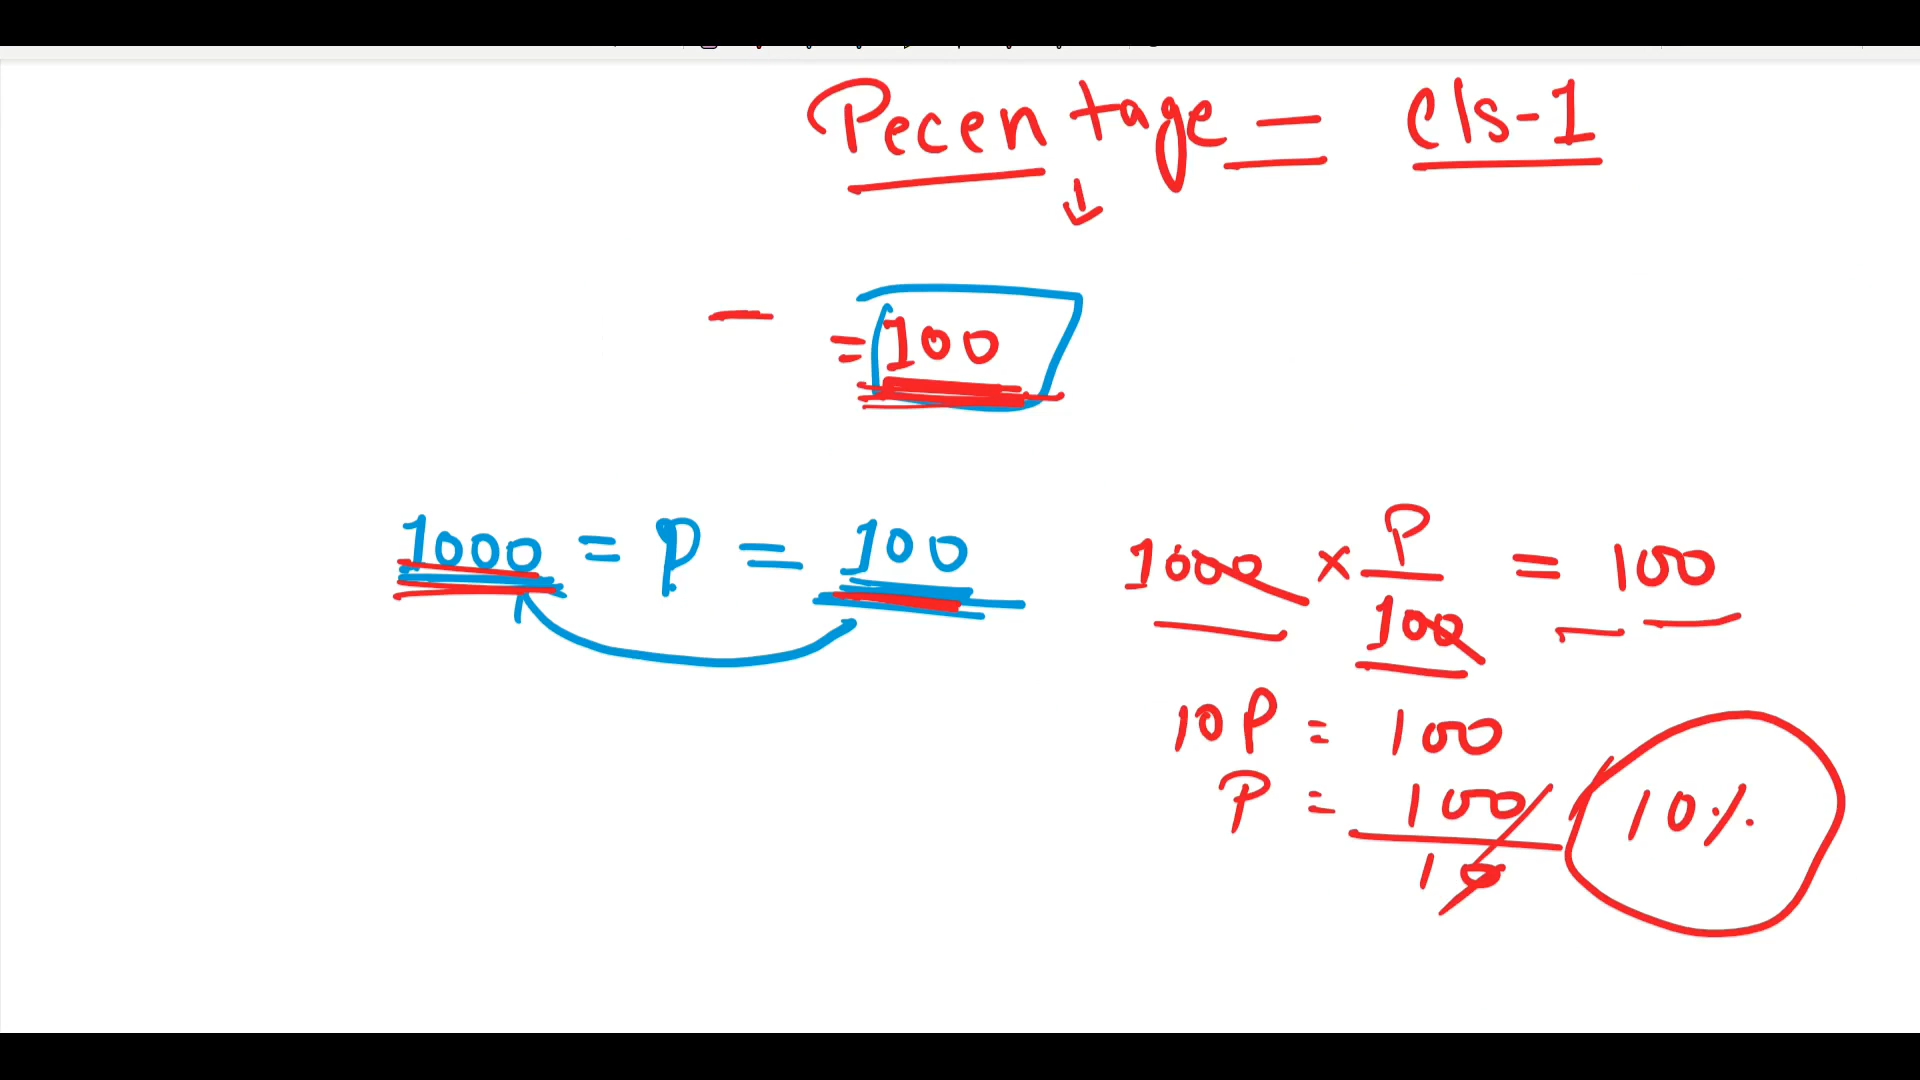 Pecentage = cls-1
= 100
1000 = P = 100
1000 × P/100 = 100
10P = 100
P = 100/10
10%